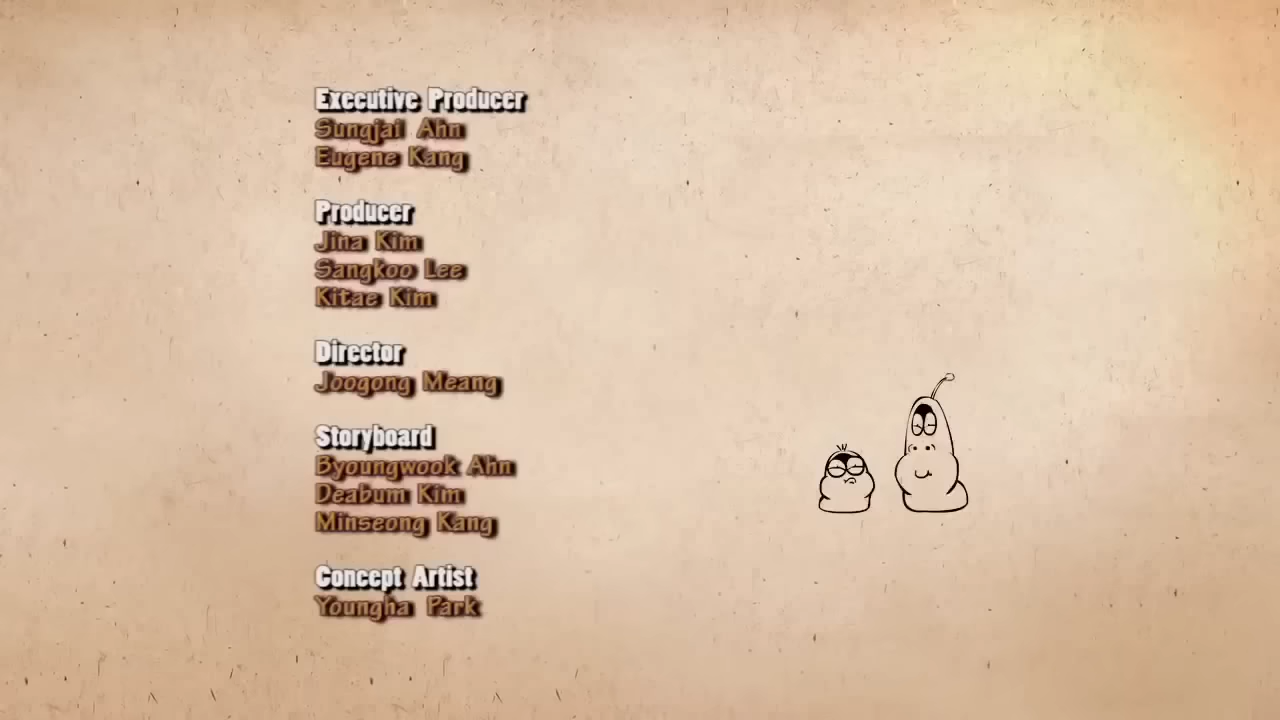 Executive Producer
Sungjai Ahn
Eugene Kang
Producer
Jina Kim
Sangkoo Lee
Kitae Kim
Director
Joogong Meang
Storyboard
Byoungwook Ahn
Deabum Kim
Minseong Kang
Concept Artist
Youngha Park